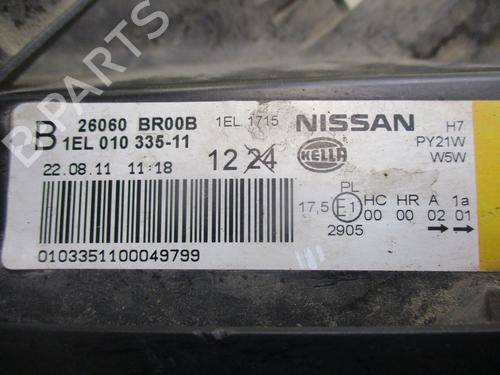 B 26060 BR00B
1EL 010 335-11
1EL 1715
NISSAN
H7
PY21W
W5W
22.08.11 11:18
12 24
HELLA
PL
17,5 E1
HC HR A 1a
00 00 02 01
2905
0103351100049799